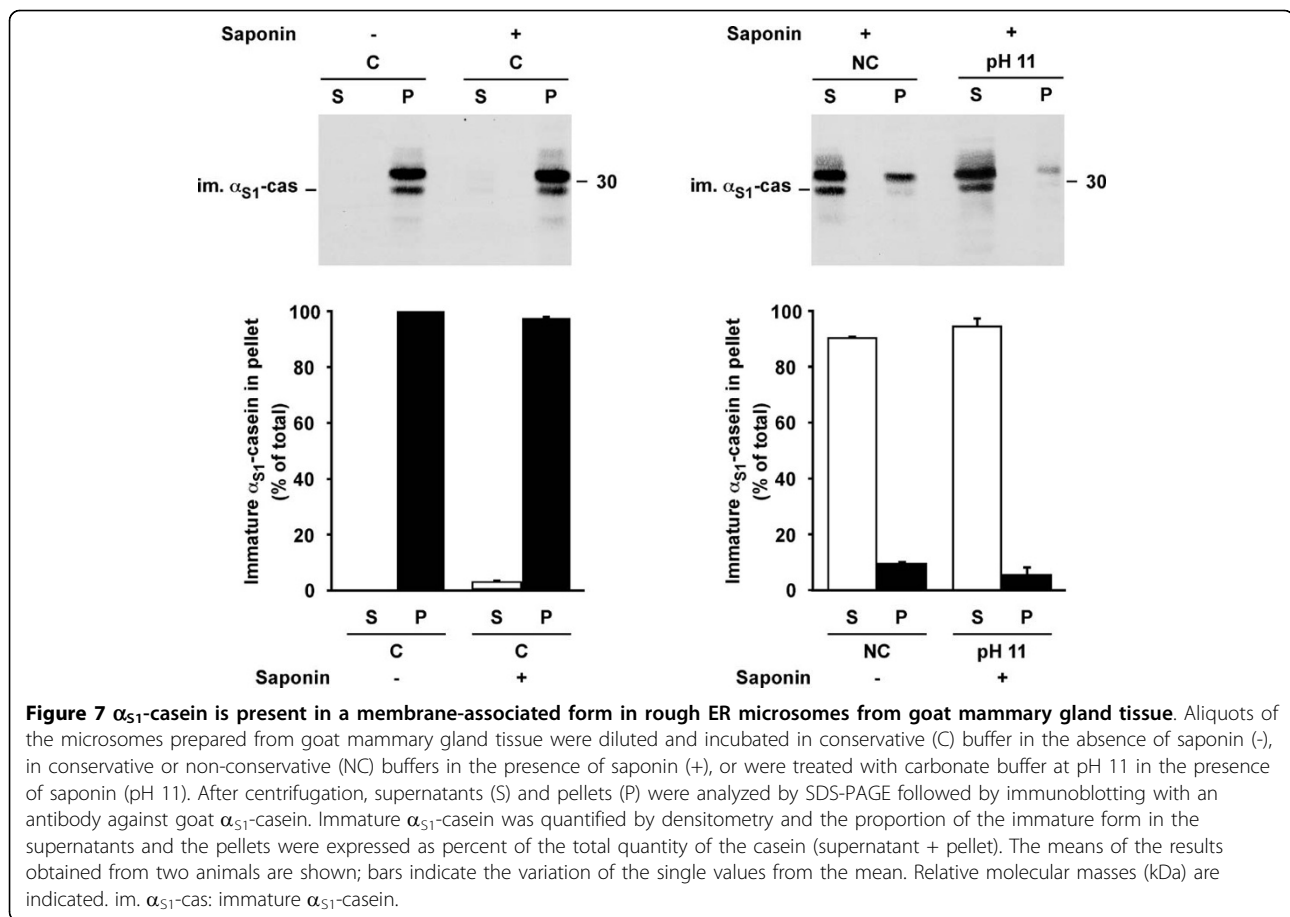 Saponin - +
C C
S P S P
im. αS1-cas
30
Immature αS1-casein in pellet
(% of total)
100
80
60
40
20
0
S P S P
C C
Saponin - +
Saponin + +
NC pH 11
S P S P
im. αS1-cas
30
Immature αS1-casein in pellet
(% of total)
100
80
60
40
20
0
S P S P
NC pH 11
Saponin - +
Figure 7 αS1-casein is present in a membrane-associated form in rough ER microsomes from goat mammary gland tissue. Aliquots of
the microsomes prepared from goat mammary gland tissue were diluted and incubated in conservative (C) buffer in the absence of saponin (-),
in conservative or non-conservative (NC) buffers in the presence of saponin (+), or were treated with carbonate buffer at pH 11 in the presence
of saponin (pH 11). After centrifugation, supernatants (S) and pellets (P) were analyzed by SDS-PAGE followed by immunoblotting with an
antibody against goat αS1-casein. Immature αS1-casein was quantified by densitometry and the proportion of the immature form in the
supernatants and the pellets were expressed as percent of the total quantity of the casein (supernatant + pellet). The means of the results
obtained from two animals are shown; bars indicate the variation of the single values from the mean. Relative molecular masses (kDa) are
indicated. im. αS1-cas: immature αS1-casein.